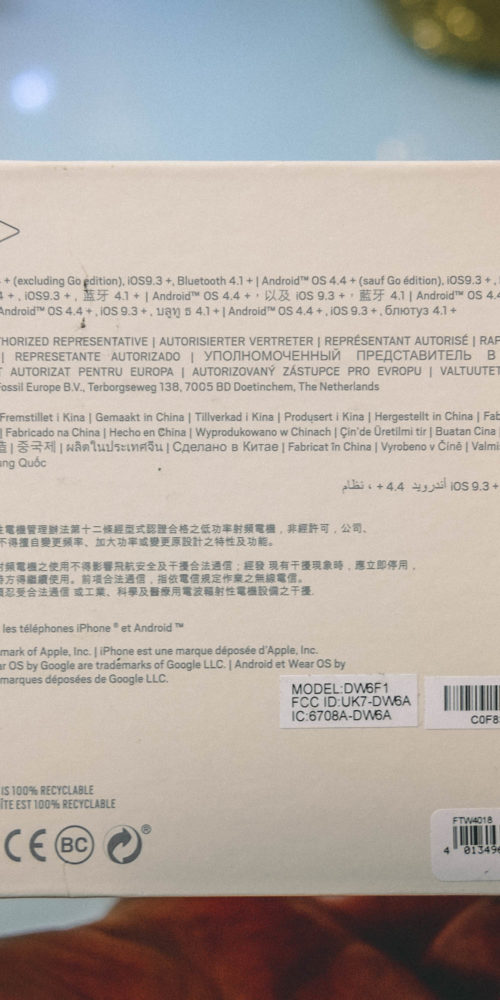 + (excluding Go edition), iOS9.3 +, Bluetooth 4.1 + | Android™ OS 4.4 + (sauf Go édition), iOS9.3 + ,
4 + , iOS9.3 + , 蓝牙 4.1 + | Android™ OS 4.4 +，以及 iOS 9.3 +，藍牙 4.1 | Android™ OS 4.4
Android™ OS 4.4 + , iOS 9.3 + , บลูทู ธ 4.1 + | Android™ OS 4.4 + , iOS 9.3 + , блютуз 4.1 +
THORIZED REPRESENTATIVE | AUTORISIERTER VERTRETER | REPRÉSENTANT AUTORISÉ | RAP
| REPRESETANTE AUTORIZADO | УПОЛНОМОЧЕННЫЙ ПРЕДСТАВИТЕЛЬ В
T AUTORIZAT PENTRU EUROPA | AUTORIZOVANÝ ZÁSTUPCE PRO EVROPU | VALTUUTET
Fossil Europe B.V., Terborgseweg 138, 7005 BD Doetinchem, The Netherlands
Fremstillet i Kina | Gemaakt in China | Tillverkad i Kina | Produsert i Kina | Hergestellt in China | Fab
| Fabricado na China | Hecho en China | Wyprodukowano w Chinach | Çin'de Üretilmiş tir | Buatan Cina |
造 | 중국제 | ผลิตในประเทศจีน | Сделано в Китае | Fabricat în China | Vyrobeno v Číně | Valmi
ung Quốc
iOS 9.3 + أندرويد 4.4 + ، نظام
性電機管理辦法第十二條經型式認證合格之低功率射頻電機，非經許可，公司、
不得擅自變更頻率、加大功率或變更原設計之特性及功能。
射頻電機之使用不得影響飛航安全及干擾合法通信；經發 現有干擾現象時，應立即停用，
時方得繼續使用。前項合法通信，指依電信規定作業之無線電信。
須忍受合法通信 或工業、科學及醫療用電波輻射性電機設備之干擾.
les téléphones iPhone® et Android™
mark of Apple, Inc. | iPhone est une marque déposée d'Apple, Inc.
ar OS by Google are trademarks of Google LLC. | Android et Wear OS by
marques déposées de Google LLC.
MODEL:DW6F1
FCC ID:UK7-DW6A
IC:6708A-DW6A
C0F8
IS 100% RECYCLABLE
ÎTE EST 100% RECYCLABLE
CE BC ®
FTW4018
4 013496